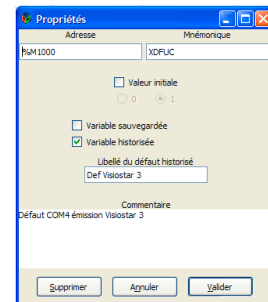 Propriétés
Adresse Mnémonique
%M1000 XDFUC
Valeur initiale
0 1
Variable sauvegardée
Variable historisée
Libellé du défaut historisé
Def Visiostar 3
Commentaire
Défaut COM4 émission Visiostar 3
Supprimer Annuler Valider